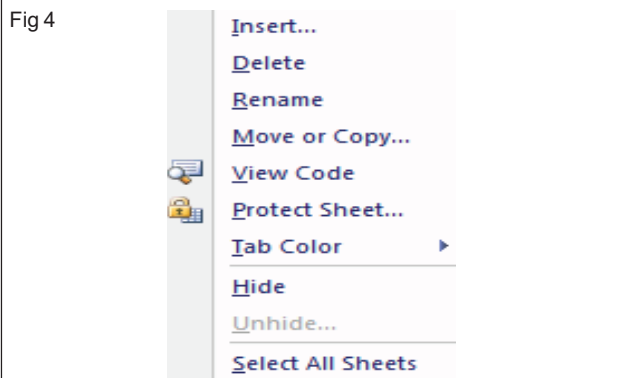 Fig 4
Insert...
Delete
Rename
Move or Copy...
View Code
Protect Sheet...
Tab Color
Hide
Unhide...
Select All Sheets